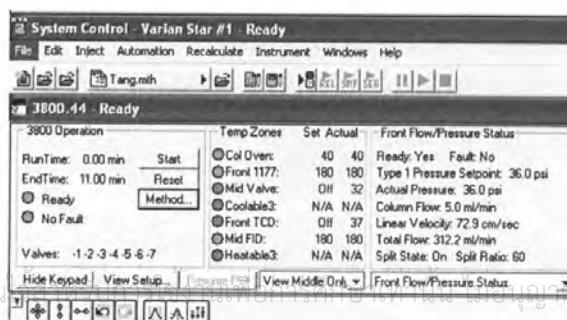 System Control - Varian Star #1 - Ready
File Edit Inject Automation Recalculate Instrument Windows Help
Tang.mth
3800.44 - Ready
3800 Operation
RunTime: 0.00 min Start
EndTime: 11.00 min Reset
Ready Method...
No Fault
Valves: -1 -2 -3 -4 -5 -6 -7
Temp Zones Set Actual
Col Oven: 40 40
Front 1177: 180 180
Mid Valve: Off 32
Coolable3: N/A N/A
Front TCD: Off 37
Mid FID: 180 180
Heatable3: N/A N/A
Front Flow/Pressure Status
Ready: Yes Fault: No
Type 1 Pressure Setpoint: 36.0 psi
Actual Pressure: 36.0 psi
Column Flow: 5.0 ml/min
Linear Velocity: 72.9 cm/sec
Total Flow: 312.2 ml/min
Split State: On Split Ratio: 60
Hide Keypad View Setup... View Middle Only Front Flow/Pressure Status